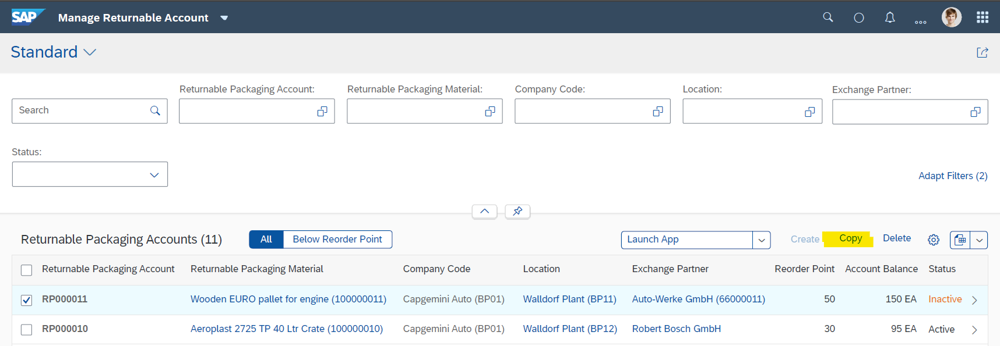 SAP Manage Returnable Account
Standard
Returnable Packaging Account: Returnable Packaging Material: Company Code: Location: Exchange Partner:
Search
Status:
Adapt Filters (2)
Returnable Packaging Accounts (11) All Below Reorder Point Launch App Create Copy Delete
Returnable Packaging Account Returnable Packaging Material Company Code Location Exchange Partner Reorder Point Account Balance Status
RP000011 Wooden EURO pallet for engine (100000011) Capgemini Auto (BP01) Walldorf Plant (BP11) Auto-Werke GmbH (66000011) 50 150 EA Inactive
RP000010 Aeroplast 2725 TP 40 Ltr Crate (100000010) Capgemini Auto (BP01) Walldorf Plant (BP12) Robert Bosch GmbH 30 95 EA Active